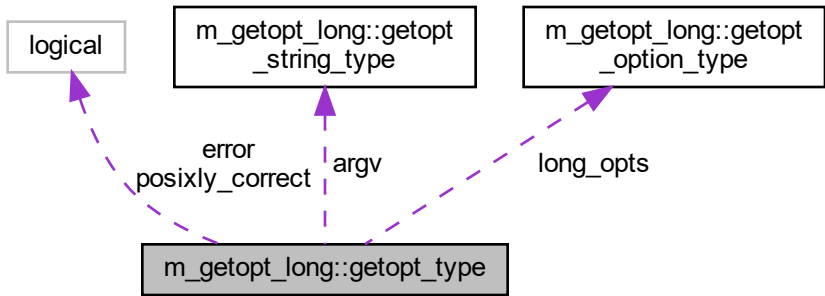 logical
m_getopt_long::getopt
_string_type
m_getopt_long::getopt
_option_type
error
posixly_correct
argv
long_opts
m_getopt_long::getopt_type